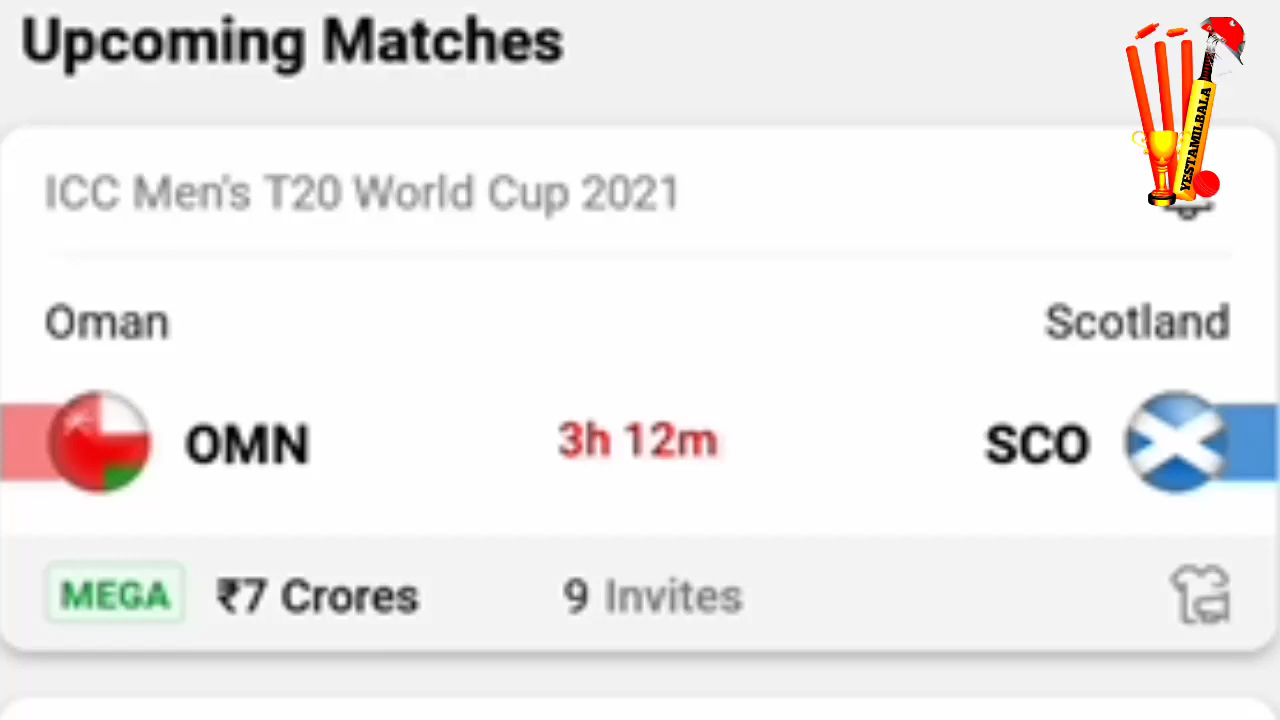 Upcoming Matches
YESTAMILBALA
ICC Men's T20 World Cup 2021
Oman Scotland
OMN 3h 12m SCO
MEGA ₹7 Crores 9 Invites